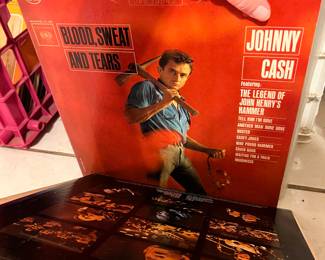 BLOOD, SWEAT
AND TEARS
JOHNNY
CASH
Featuring:
THE LEGEND OF
JOHN HENRY'S
HAMMER
TELL HIM I'M GONE
ANOTHER MAN DONE GONE
BUSTED
CASEY JONES
NINE POUND HAMMER
CHAIN GANG
WAITING FOR A TRAIN
ROUGHNECK